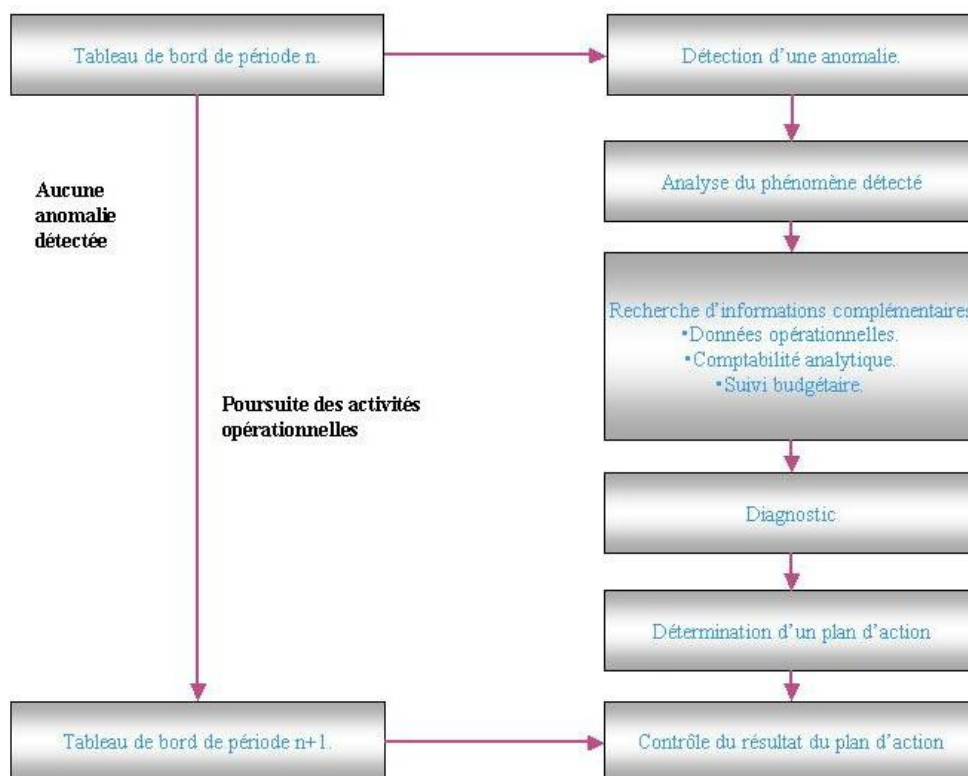 Tableau de bord de période n.
Détection d'une anomalie.
Aucune
anomalie
détectée
Analyse du phénomène détecté
Recherche d'informations complémentaires
•Données opérationnelles.
•Comptabilité analytique.
•Suivi budgétaire.
Poursuite des activités
opérationnelles
Diagnostic
Détermination d'un plan d'action
Tableau de bord de période n+1.
Contrôle du résultat du plan d'action